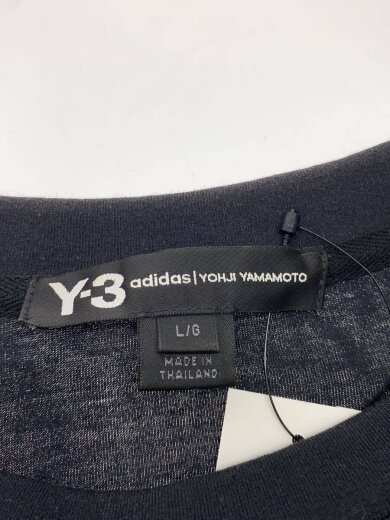 Y-3 adidas | YOHJI YAMAMOTO
L/G
MADE IN
THAILAND